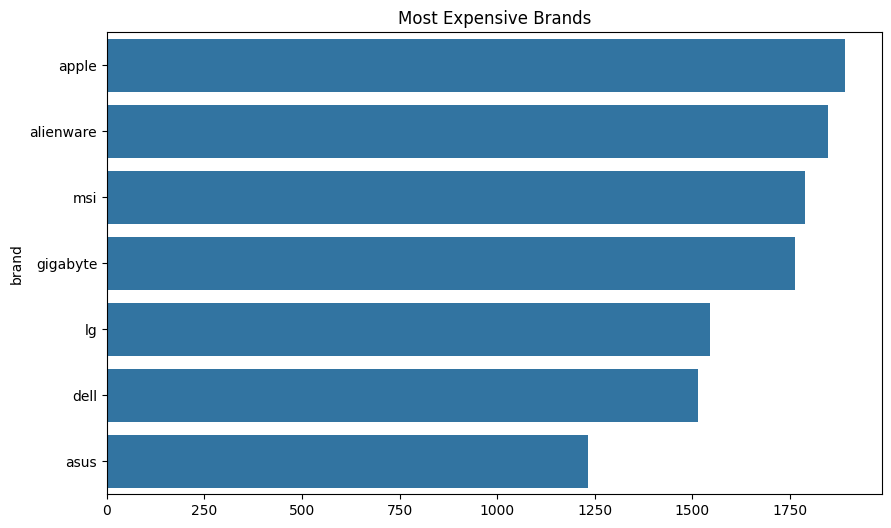 Most Expensive Brands
brand
apple
alienware
msi
gigabyte
lg
dell
asus
0 250 500 750 1000 1250 1500 1750